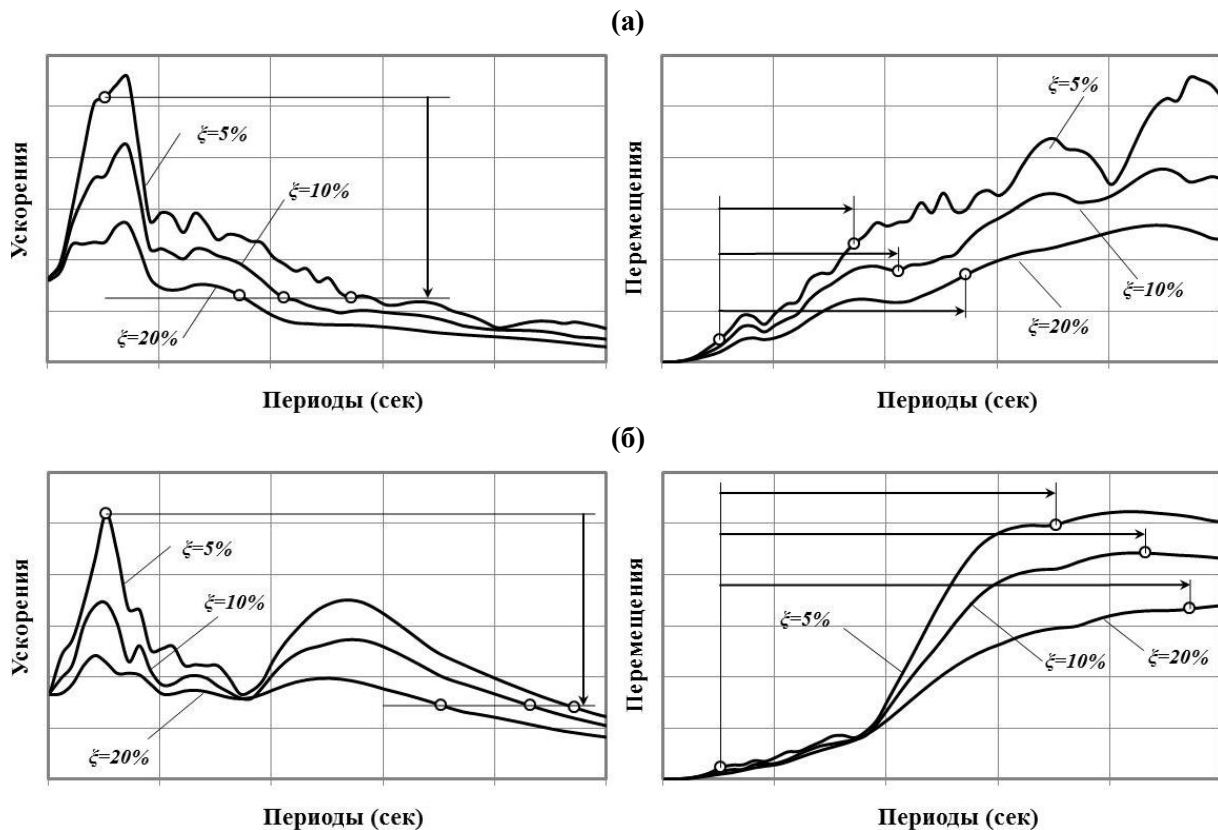 (а)
Ускорения
ξ=5%
ξ=10%
ξ=20%
Периоды (сек)
Перемещения
ξ=5%
ξ=10%
ξ=20%
Периоды (сек)
(б)
Ускорения
ξ=5%
ξ=10%
ξ=20%
Периоды (сек)
Перемещения
ξ=5%
ξ=10%
ξ=20%
Периоды (сек)